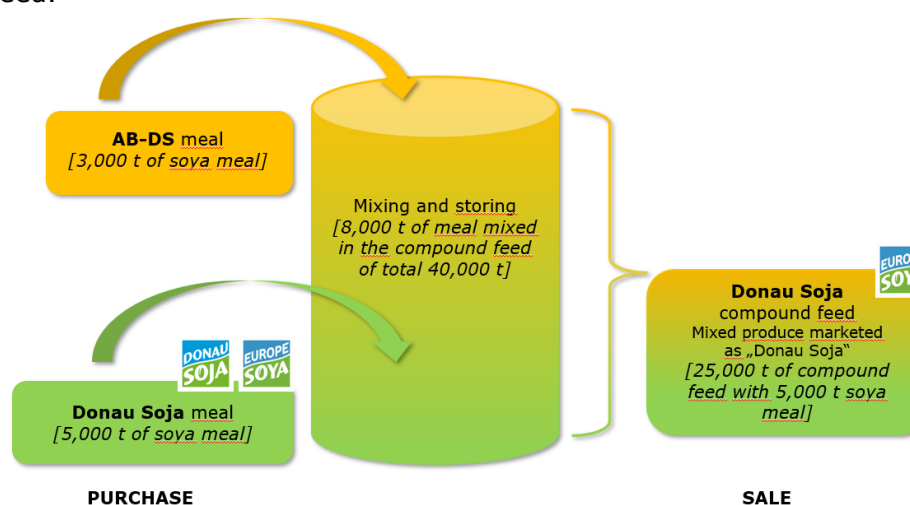 AB-DS meal
[3,000 t of soya meal]
Mixing and storing
[8,000 t of meal mixed
in the compound feed
of total 40,000 t]
DONAU
SOJA
EUROPE
SOYA
Donau Soja meal
[5,000 t of soya meal]
Donau Soja
compound feed
Mixed produce marketed
as „Donau Soja“
[25,000 t of compound
feed with 5,000 t soya
meal]
PURCHASE
SALE